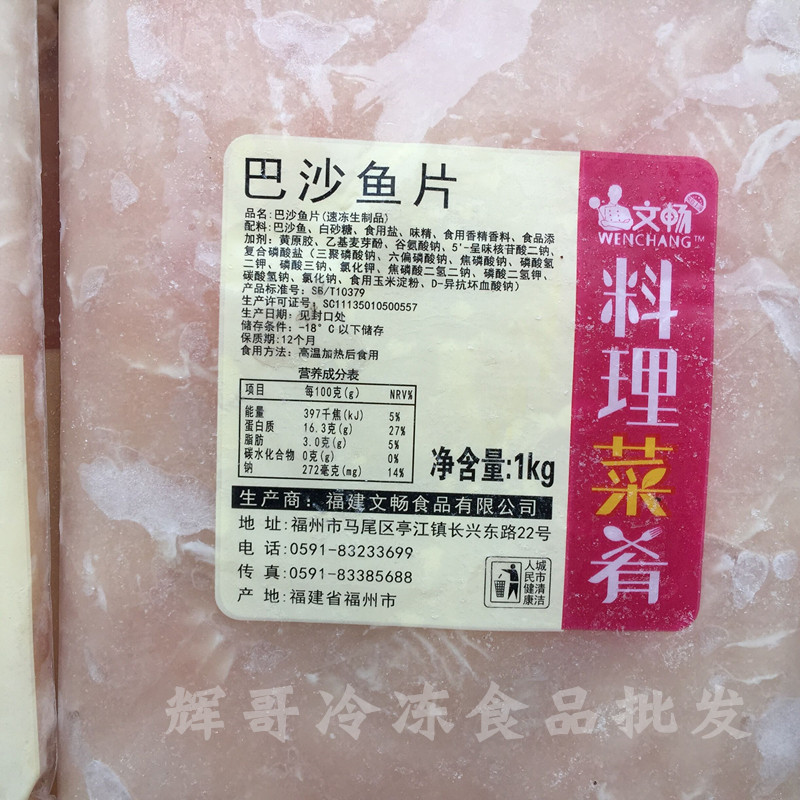 巴沙鱼片
品名:巴沙鱼片(速冻生制品)
配料:巴沙鱼、白砂糖、食用盐、味精、食用香精香料、食品添
加剂:黄原胶、乙基麦芽酚、谷氨酸钠、5'-呈味核苷酸二钠、
复合磷酸盐(三聚磷酸钠、六偏磷酸钠、焦磷酸钠、磷酸氢
二钾、磷酸三钠、氯化钾、焦磷酸二氢二钠、磷酸二氢钾、
碳酸氢钠、氯化钠、食用玉米淀粉、D-异抗坏血酸钠)
产品标准号:SB/T10379
生产许可证号:SC11135010500557
生产日期:见封口处
储存条件:-18°C以下储存
保质期:12个月
食用方法:高温加热后食用
营养成分表
项目 每100克(g) NRV%
能量 397千焦(kJ) 5%
蛋白质 16.3克(g) 27%
脂肪 3.0克(g) 5%
碳水化合物 0克(g) 0%
钠 272毫克(mg) 14%
净含量:1kg
生产商:福建文畅食品有限公司
地 址:福州市马尾区亭江镇长兴东路22号
电 话:0591-83233699
传 真:0591-83385688
产 地:福建省福州市
人民健康
城市清洁
文畅
WENCHANG™
料理菜肴
辉哥冷冻食品批发